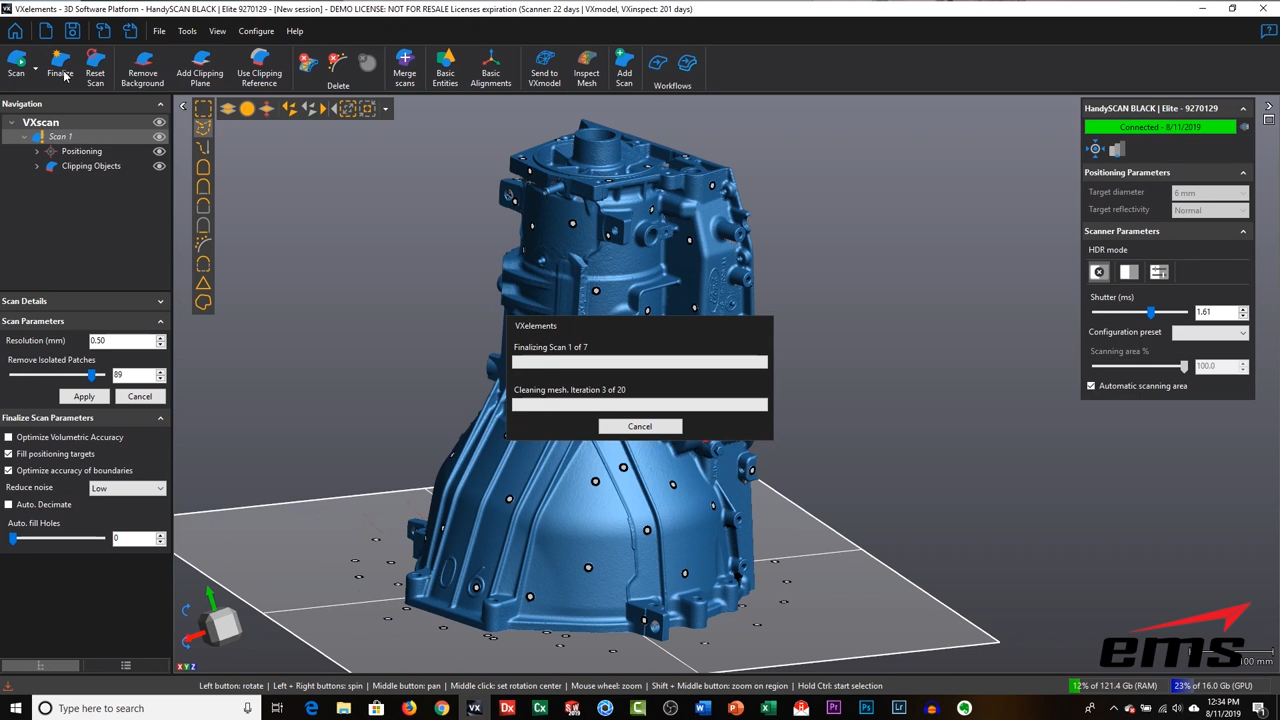 VXelements - 3D Software Platform - HandySCAN BLACK | Elite 9270129 - [New session] - DEMO LICENSE: NOT FOR RESALE Licenses expiration (Scanner: 22 days | VXmodel, VXinspect: 201 days)
File Tools View Configure Help
Scan Finalize Reset Scan Remove Background Add Clipping Plane Use Clipping Reference Delete Merge scans Basic Entities Basic Alignments Send to VXmodel Inspect Mesh Add Scan Workflows
Navigation
VXscan
Scan 1
Positioning
Clipping Objects
Scan Details
Scan Parameters
Resolution (mm) 0.50
Remove Isolated Patches
89
Apply Cancel
Finalize Scan Parameters
Optimize Volumetric Accuracy
Fill positioning targets
Optimize accuracy of boundaries
Reduce noise Low
Auto. Decimate
Auto. fill Holes
0
VXelements
Finalizing Scan 1 of 7
Cleaning mesh. Iteration 3 of 20
Cancel
HandySCAN BLACK | Elite - 9270129
Connected - 8/11/2019
Positioning Parameters
Target diameter 6 mm
Target reflectivity Normal
Scanner Parameters
HDR mode
Shutter (ms)
1.61
Configuration preset
Scanning area %
100.0
Automatic scanning area
ems
100 mm
X Y Z
Left button: rotate | Left + Right buttons: spin | Middle button: pan | Middle click: set rotation center | Mouse wheel: zoom | Shift + Middle button: zoom on region | Hold Ctrl: start selection
12% of 121.4 Gb (RAM) 23% of 16.0 Gb (GPU)
Type here to search
12:34 PM
8/11/2019